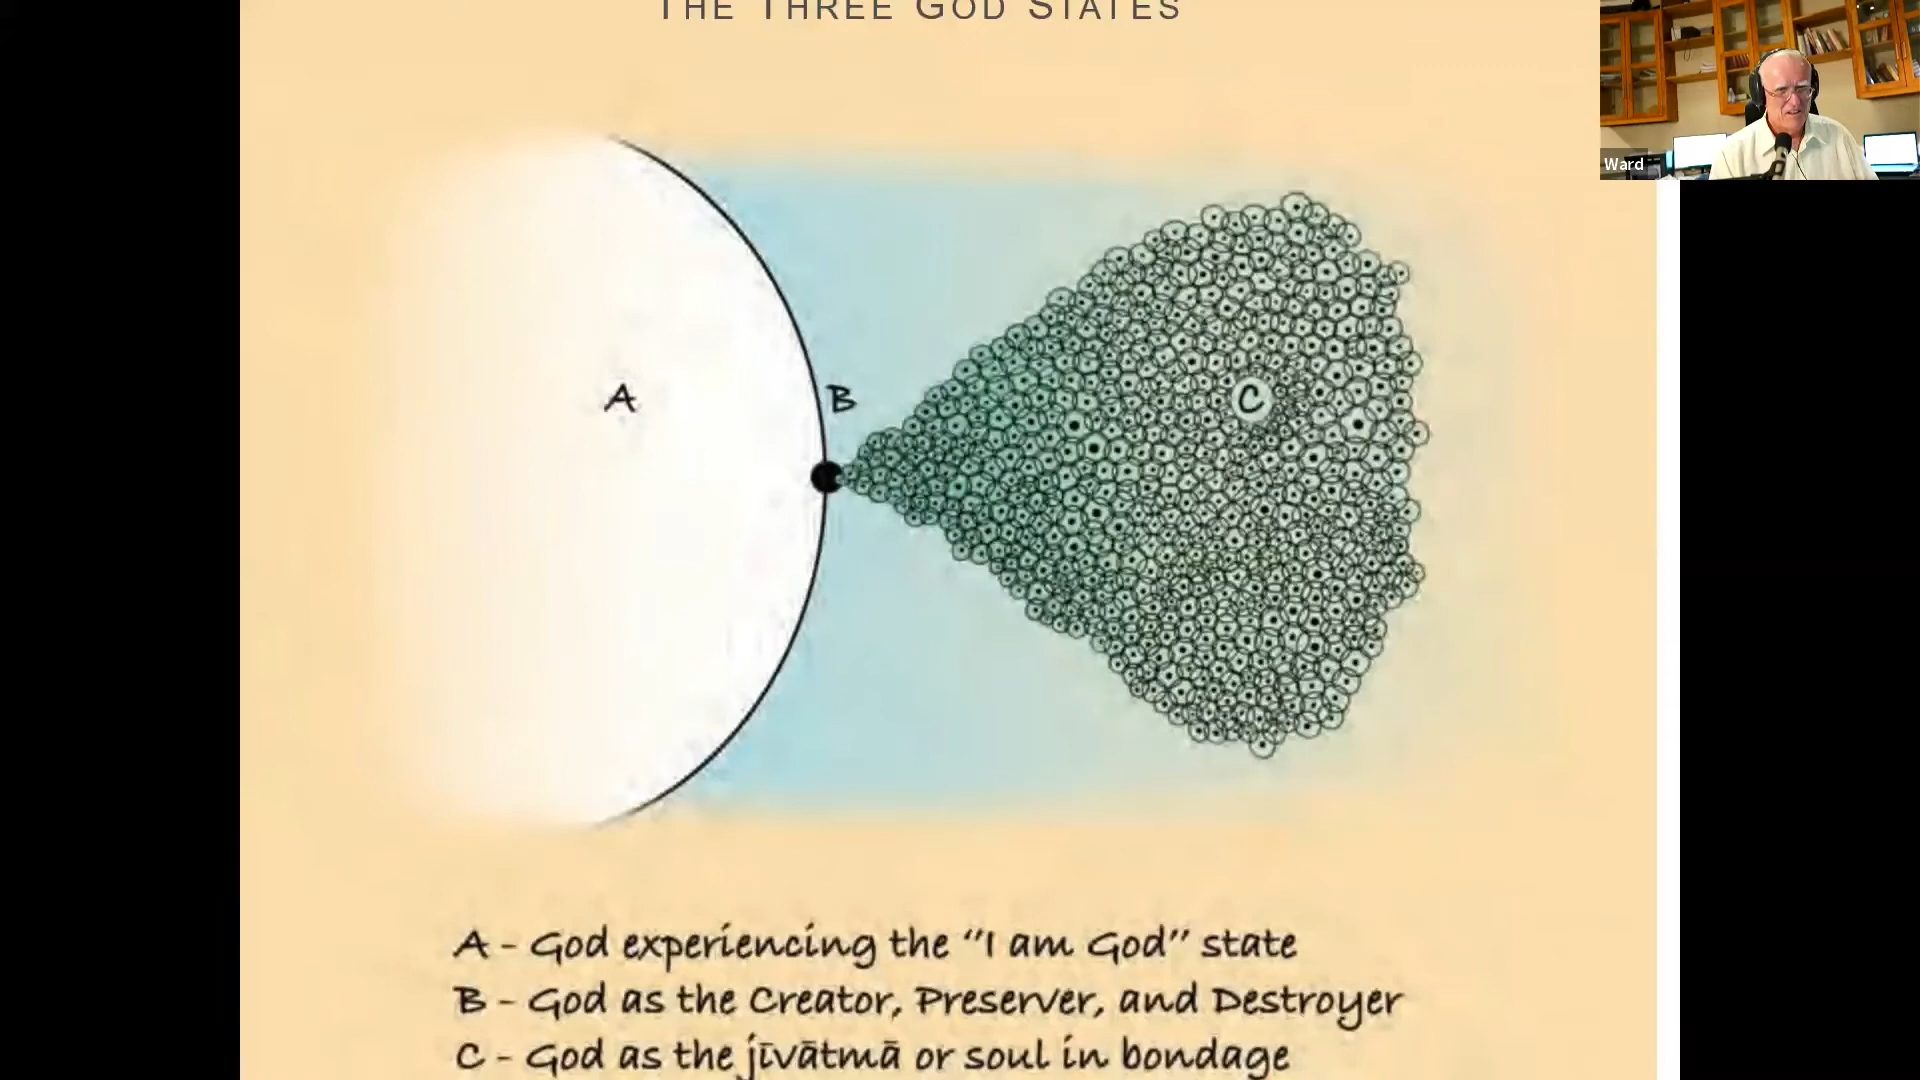 THE THREE GOD STATES
Ward
A
B
C
A - God experiencing the "I am God" state
B - God as the Creator, Preserver, and Destroyer
C - God as the jīvātmā or soul in bondage